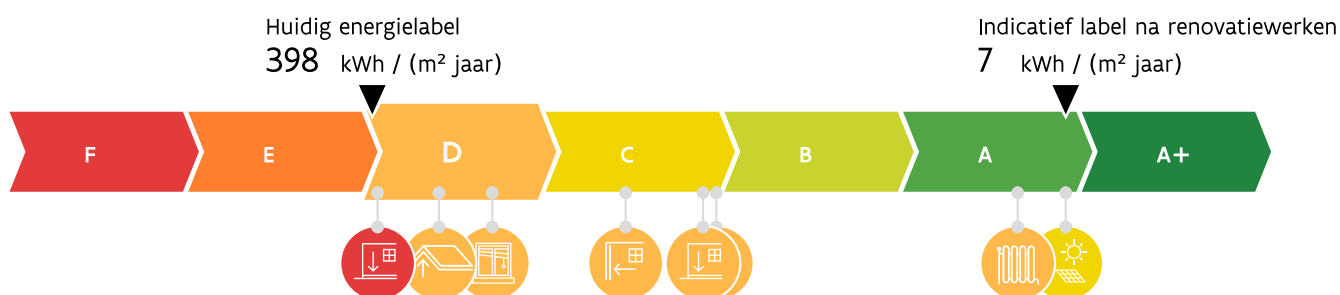 Huidig energielabel
398 kWh / (m² jaar)
Indicatief label na renovatiewerken
7 kWh / (m² jaar)
F E D C B A A+